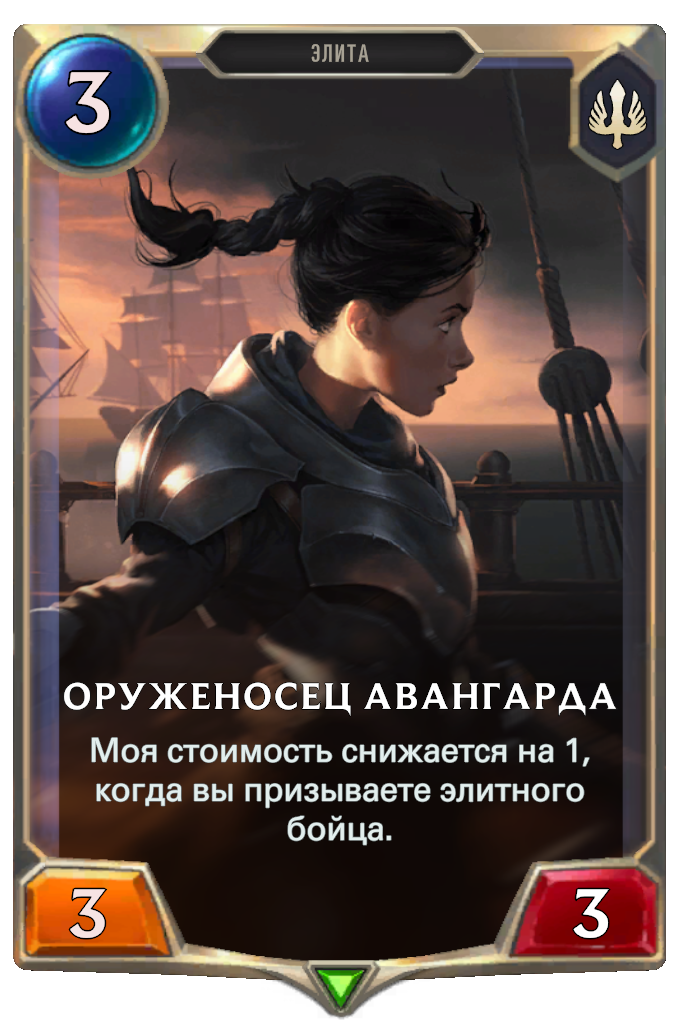 ЭЛИТА
3
ОРУЖЕНОСЕЦ АВАНГАРДА
Моя стоимость снижается на 1,
когда вы призываете элитного
бойца.
3
3